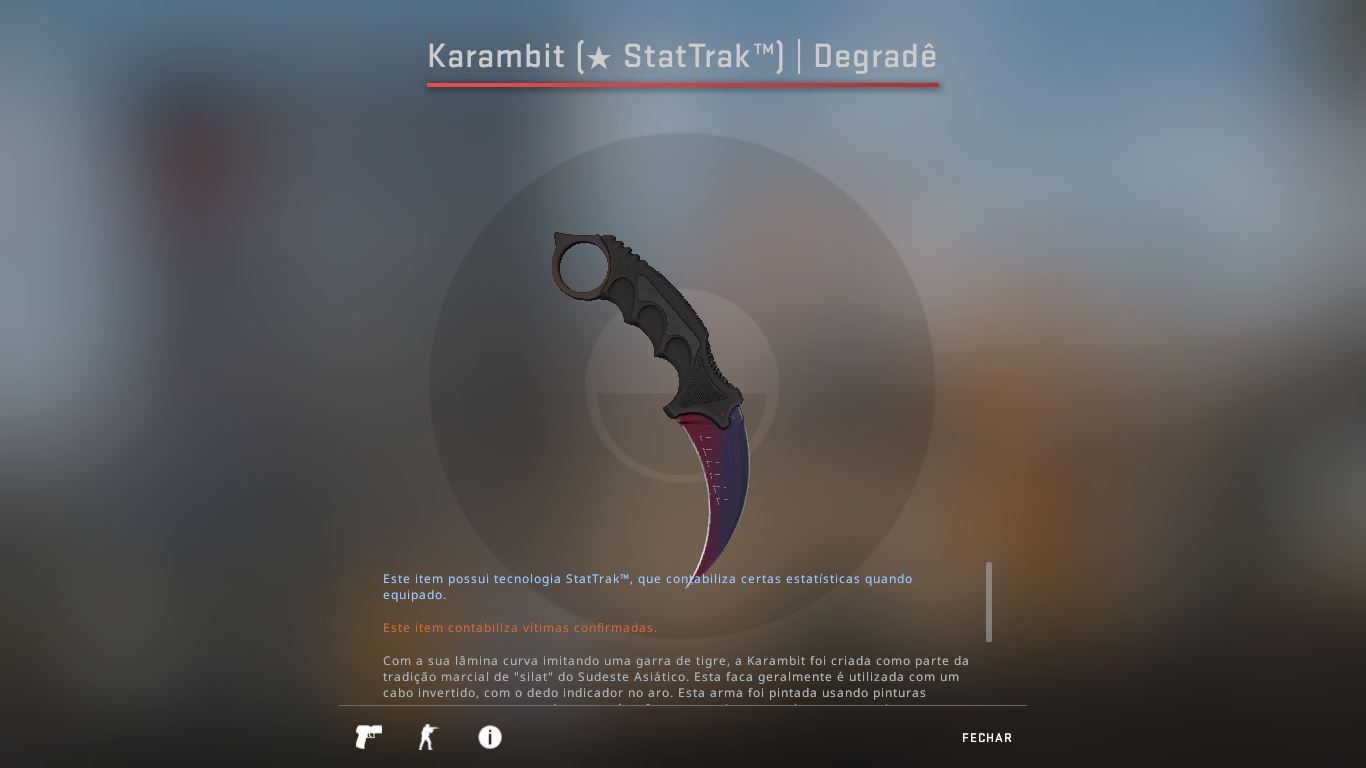 Karambit (★ StatTrak™) | Degradê
Este item possui tecnologia StatTrak™, que contabiliza certas estatísticas quando
equipado.
Este item contabiliza vítimas confirmadas.
Com a sua lâmina curva imitando uma garra de tigre, a Karambit foi criada como parte da
tradição marcial de "silat" do Sudeste Asiático. Esta faca geralmente é utilizada com um
cabo invertido, com o dedo indicador no aro. Esta arma foi pintada usando pinturas
FECHAR